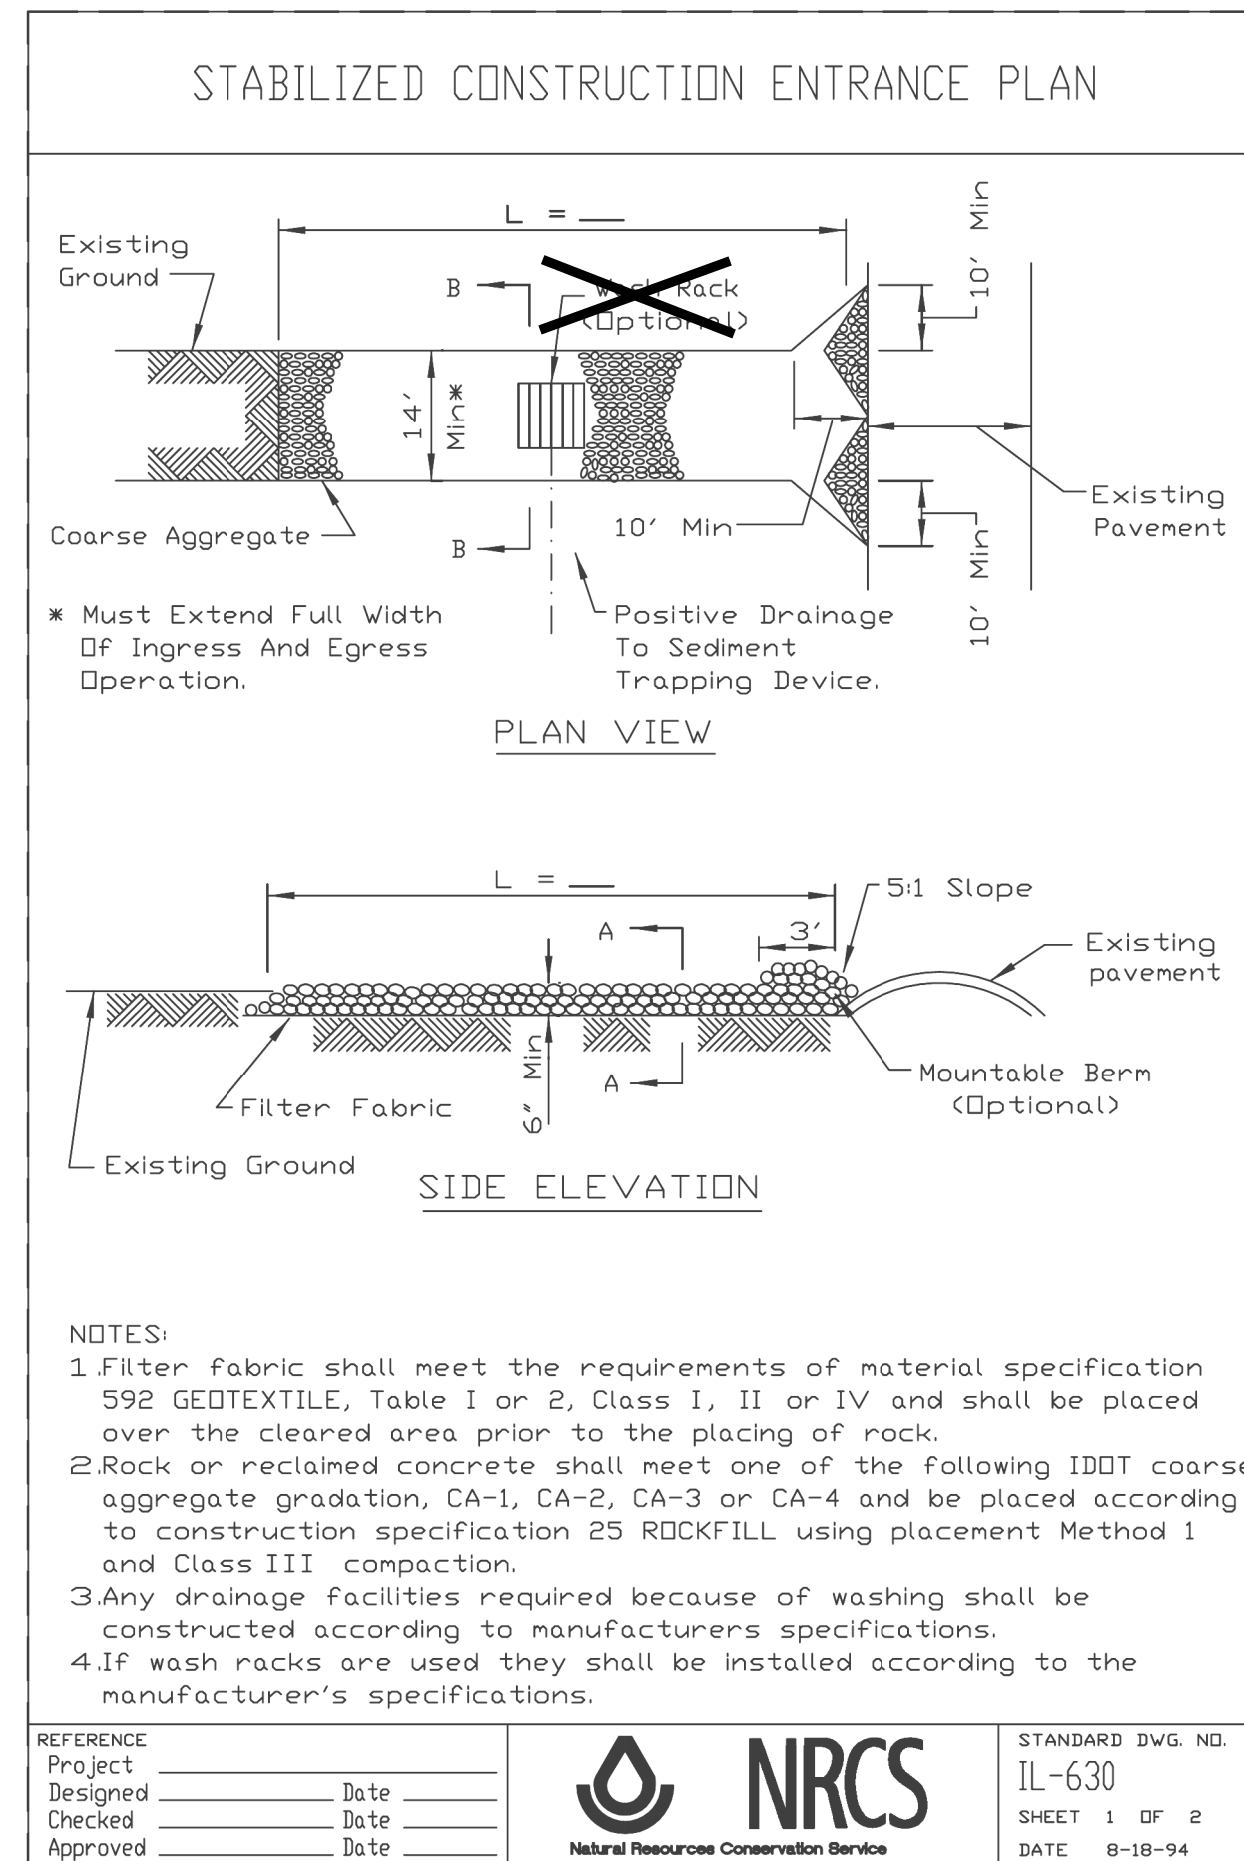 STABILIZED CONSTRUCTION ENTRANCE PLAN
L = ___
10' Min
Existing
Ground
B
Wash Rack
(Optional)
14'
Min*
Coarse Aggregate
B
10' Min
10' Min
Existing
Pavement
* Must Extend Full Width
Of Ingress And Egress
Operation.
Positive Drainage
To Sediment
Trapping Device.
PLAN VIEW
L = ___
5:1 Slope
A
3'
Existing
pavement
6" Min
A
Mountable Berm
(Optional)
Filter Fabric
Existing Ground
SIDE ELEVATION
NOTES:
1.Filter fabric shall meet the requirements of material specification
592 GEOTEXTILE, Table I or 2, Class I, II or IV and shall be placed
over the cleared area prior to the placing of rock.
2.Rock or reclaimed concrete shall meet one of the following IDOT coarse
aggregate gradation, CA-1, CA-2, CA-3 or CA-4 and be placed according
to construction specification 25 ROCKFILL using placement Method 1
and Class III compaction.
3.Any drainage facilities required because of washing shall be
constructed according to manufacturers specifications.
4.If wash racks are used they shall be installed according to the
manufacturer's specifications.
REFERENCE
Project
Designed Date
Checked Date
Approved Date
NRCS
Natural Resources Conservation Service
STANDARD DWG. NO.
IL-630
SHEET 1 OF 2
DATE 8-18-94